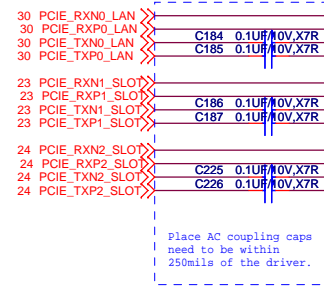 30 PCIE_RXN0_LAN
30 PCIE_RXP0_LAN
30 PCIE_TXN0_LAN C184 0.1UF/10V,X7R
30 PCIE_TXP0_LAN C185 0.1UF/10V,X7R
23 PCIE_RXN1_SLOT
23 PCIE_RXP1_SLOT
23 PCIE_TXN1_SLOT C186 0.1UF/10V,X7R
23 PCIE_TXP1_SLOT C187 0.1UF/10V,X7R
24 PCIE_RXN2_SLOT
24 PCIE_RXP2_SLOT
24 PCIE_TXN2_SLOT C225 0.1UF/10V,X7R
24 PCIE_TXP2_SLOT C226 0.1UF/10V,X7R
Place AC coupling caps
need to be within
250mils of the driver.